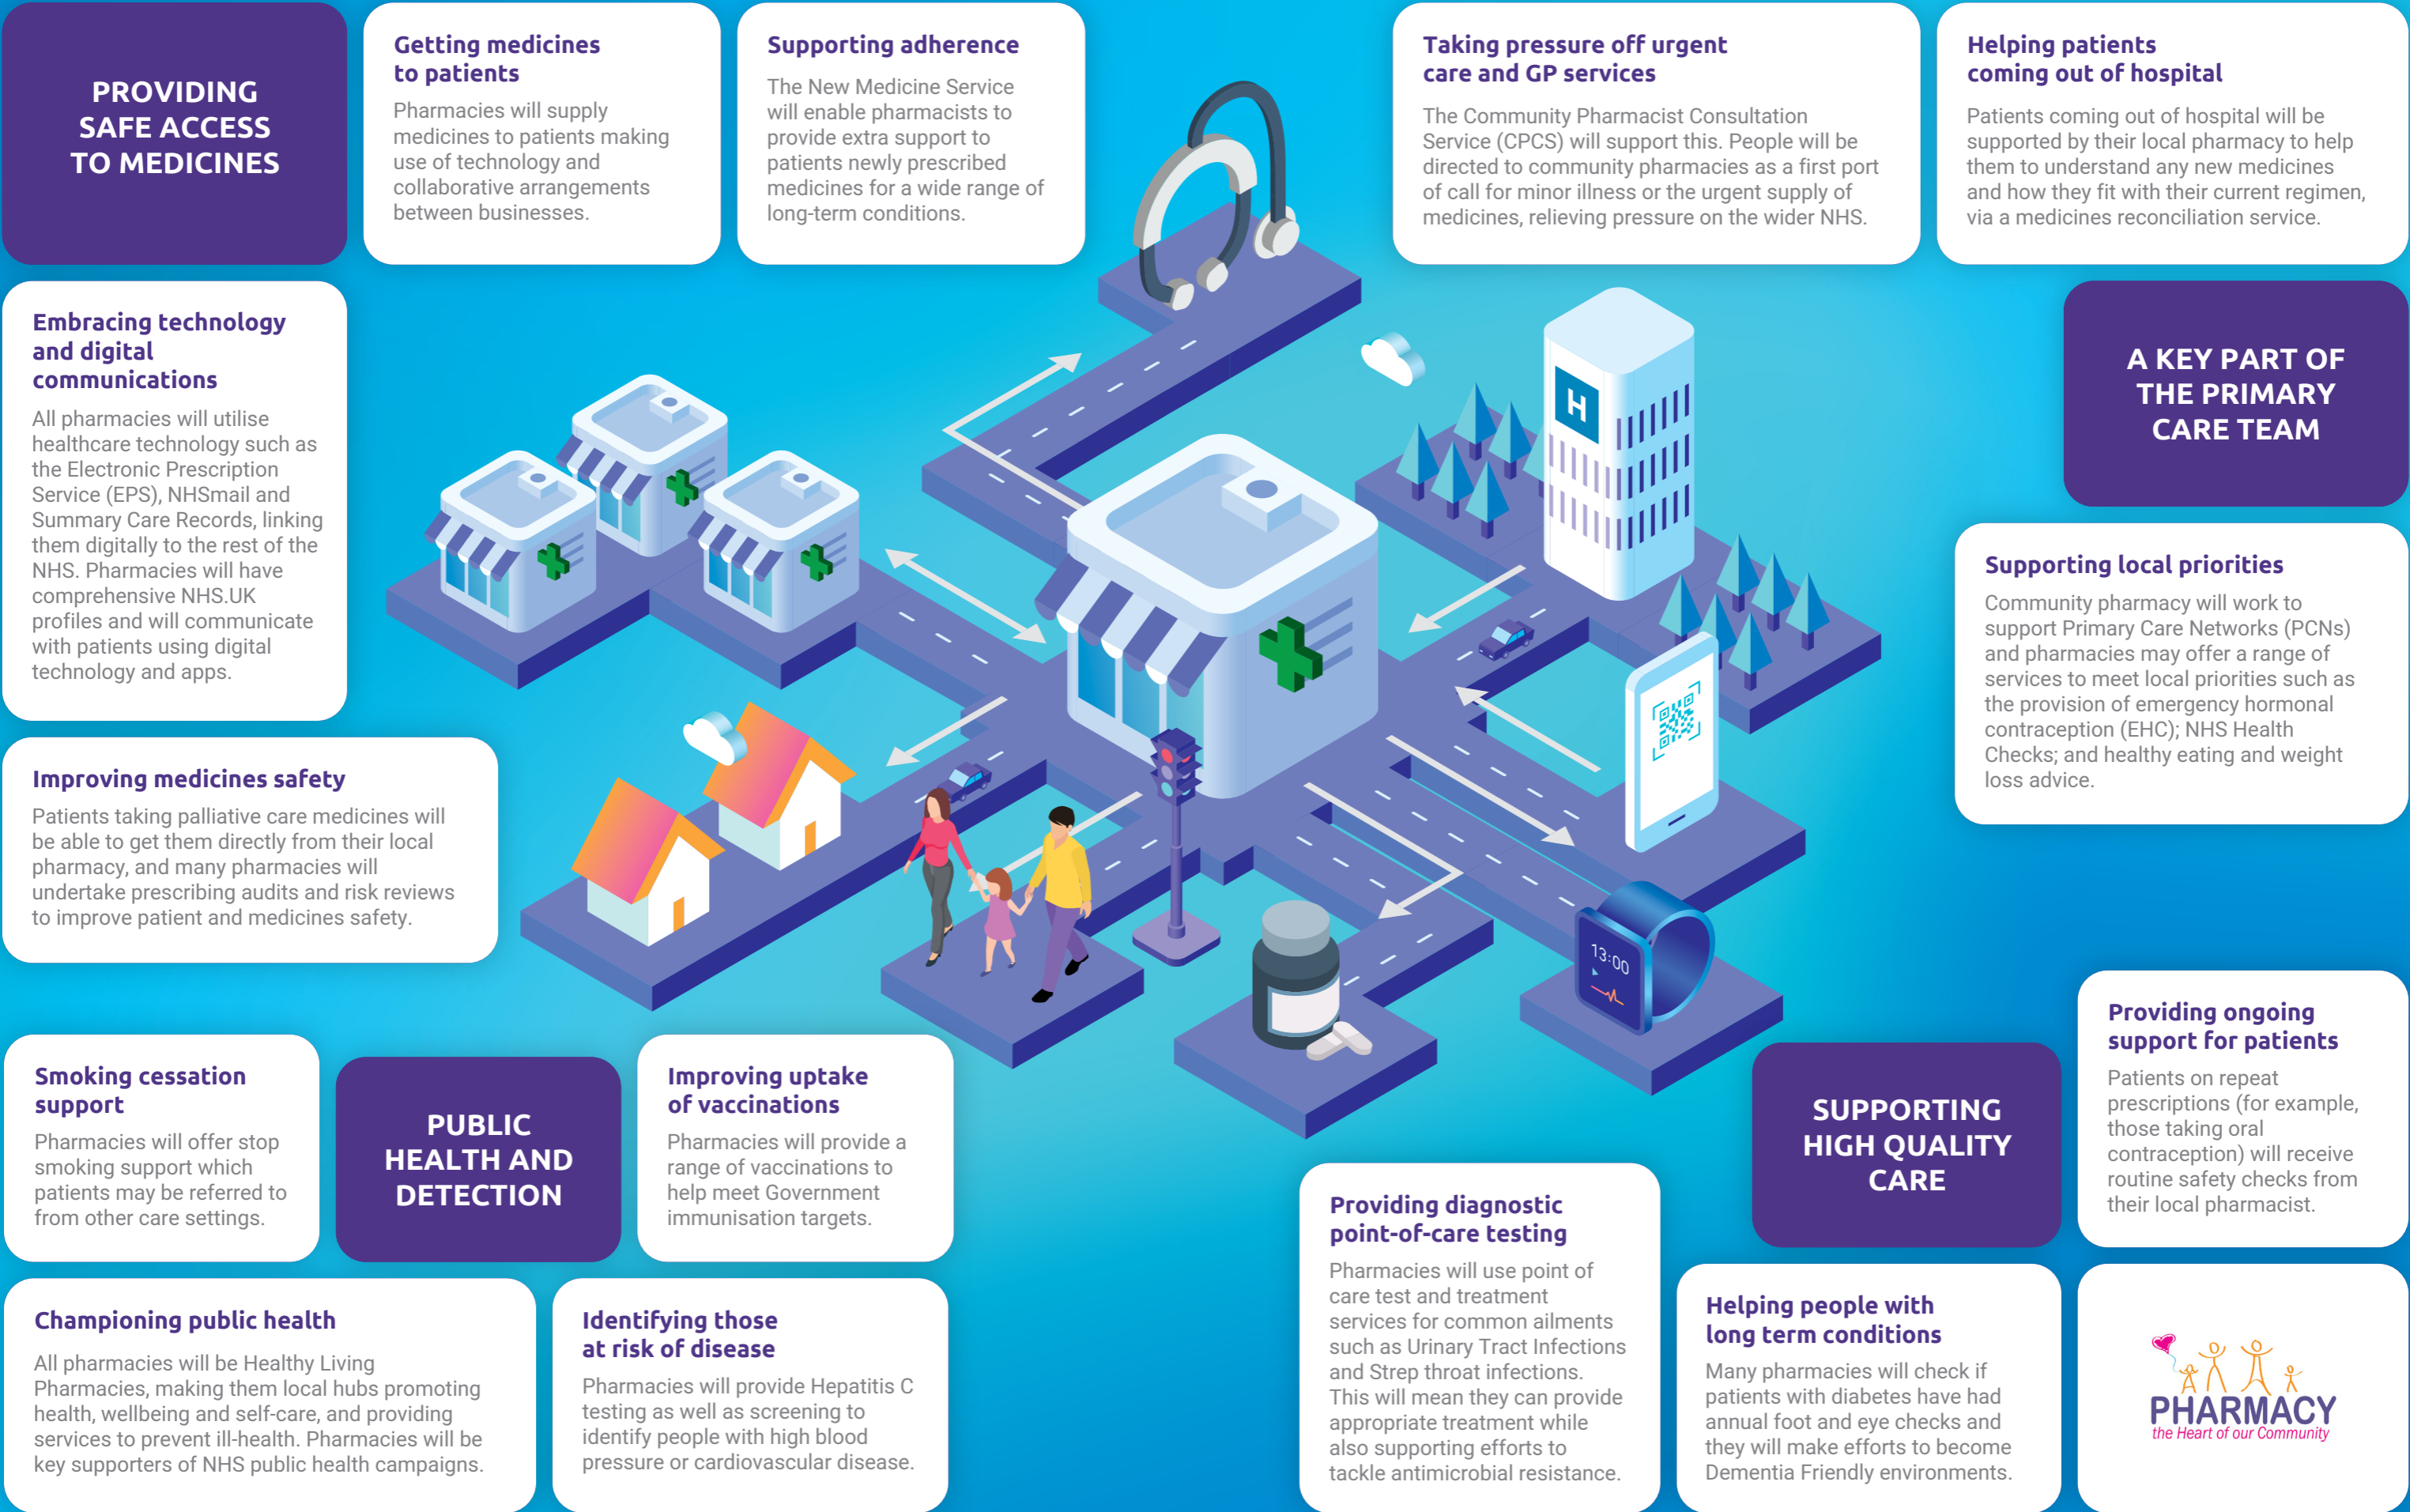 PROVIDING
SAFE ACCESS
TO MEDICINES
Getting medicines
to patients
Pharmacies will supply
medicines to patients making
use of technology and
collaborative arrangements
between businesses.
Supporting adherence
The New Medicine Service
will enable pharmacists to
provide extra support to
patients newly prescribed
medicines for a wide range of
long-term conditions.
Taking pressure off urgent
care and GP services
The Community Pharmacist Consultation
Service (CPCS) will support this. People will be
directed to community pharmacies as a first port
of call for minor illness or the urgent supply of
medicines, relieving pressure on the wider NHS.
Helping patients
coming out of hospital
Patients coming out of hospital will be
supported by their local pharmacy to help
them to understand any new medicines
and how they fit with their current regimen,
via a medicines reconciliation service.
Embracing technology
and digital
communications
All pharmacies will utilise
healthcare technology such as
the Electronic Prescription
Service (EPS), NHSmail and
Summary Care Records, linking
them digitally to the rest of the
NHS. Pharmacies will have
comprehensive NHS.UK
profiles and will communicate
with patients using digital
technology and apps.
H
A KEY PART OF
THE PRIMARY
CARE TEAM
Supporting local priorities
Community pharmacy will work to
support Primary Care Networks (PCNs)
and pharmacies may offer a range of
services to meet local priorities such as
the provision of emergency hormonal
contraception (EHC); NHS Health
Checks; and healthy eating and weight
loss advice.
Improving medicines safety
Patients taking palliative care medicines will
be able to get them directly from their local
pharmacy, and many pharmacies will
undertake prescribing audits and risk reviews
to improve patient and medicines safety.
13:00
Smoking cessation
support
Pharmacies will offer stop
smoking support which
patients may be referred to
from other care settings.
PUBLIC
HEALTH AND
DETECTION
Improving uptake
of vaccinations
Pharmacies will provide a
range of vaccinations to
help meet Government
immunisation targets.
Championing public health
All pharmacies will be Healthy Living
Pharmacies, making them local hubs promoting
health, wellbeing and self-care, and providing
services to prevent ill-health. Pharmacies will be
key supporters of NHS public health campaigns.
Identifying those
at risk of disease
Pharmacies will provide Hepatitis C
testing as well as screening to
identify people with high blood
pressure or cardiovascular disease.
Providing diagnostic
point-of-care testing
Pharmacies will use point of
care test and treatment
services for common ailments
such as Urinary Tract Infections
and Strep throat infections.
This will mean they can provide
appropriate treatment while
also supporting efforts to
tackle antimicrobial resistance.
SUPPORTING
HIGH QUALITY
CARE
Providing ongoing
support for patients
Patients on repeat
prescriptions (for example,
those taking oral
contraception) will receive
routine safety checks from
their local pharmacist.
Helping people with
long term conditions
Many pharmacies will check if
patients with diabetes have had
annual foot and eye checks and
they will make efforts to become
Dementia Friendly environments.
PHARMACY
the Heart of our Community